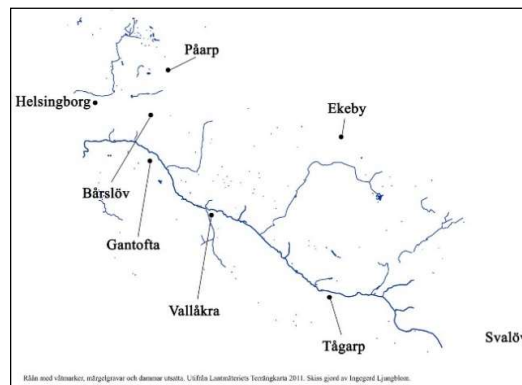 Påarp
Helsingborg
Ekeby
Bårslöv
Gantofta
Vallåkra
Tågarp
Svalöv
Råån med våtmarker, märgelgravar och dammar utsatta. Utifrån Lantmäteriets Terrängkarta 2011. Skiss gjord av Ingegerd Ljungblom.